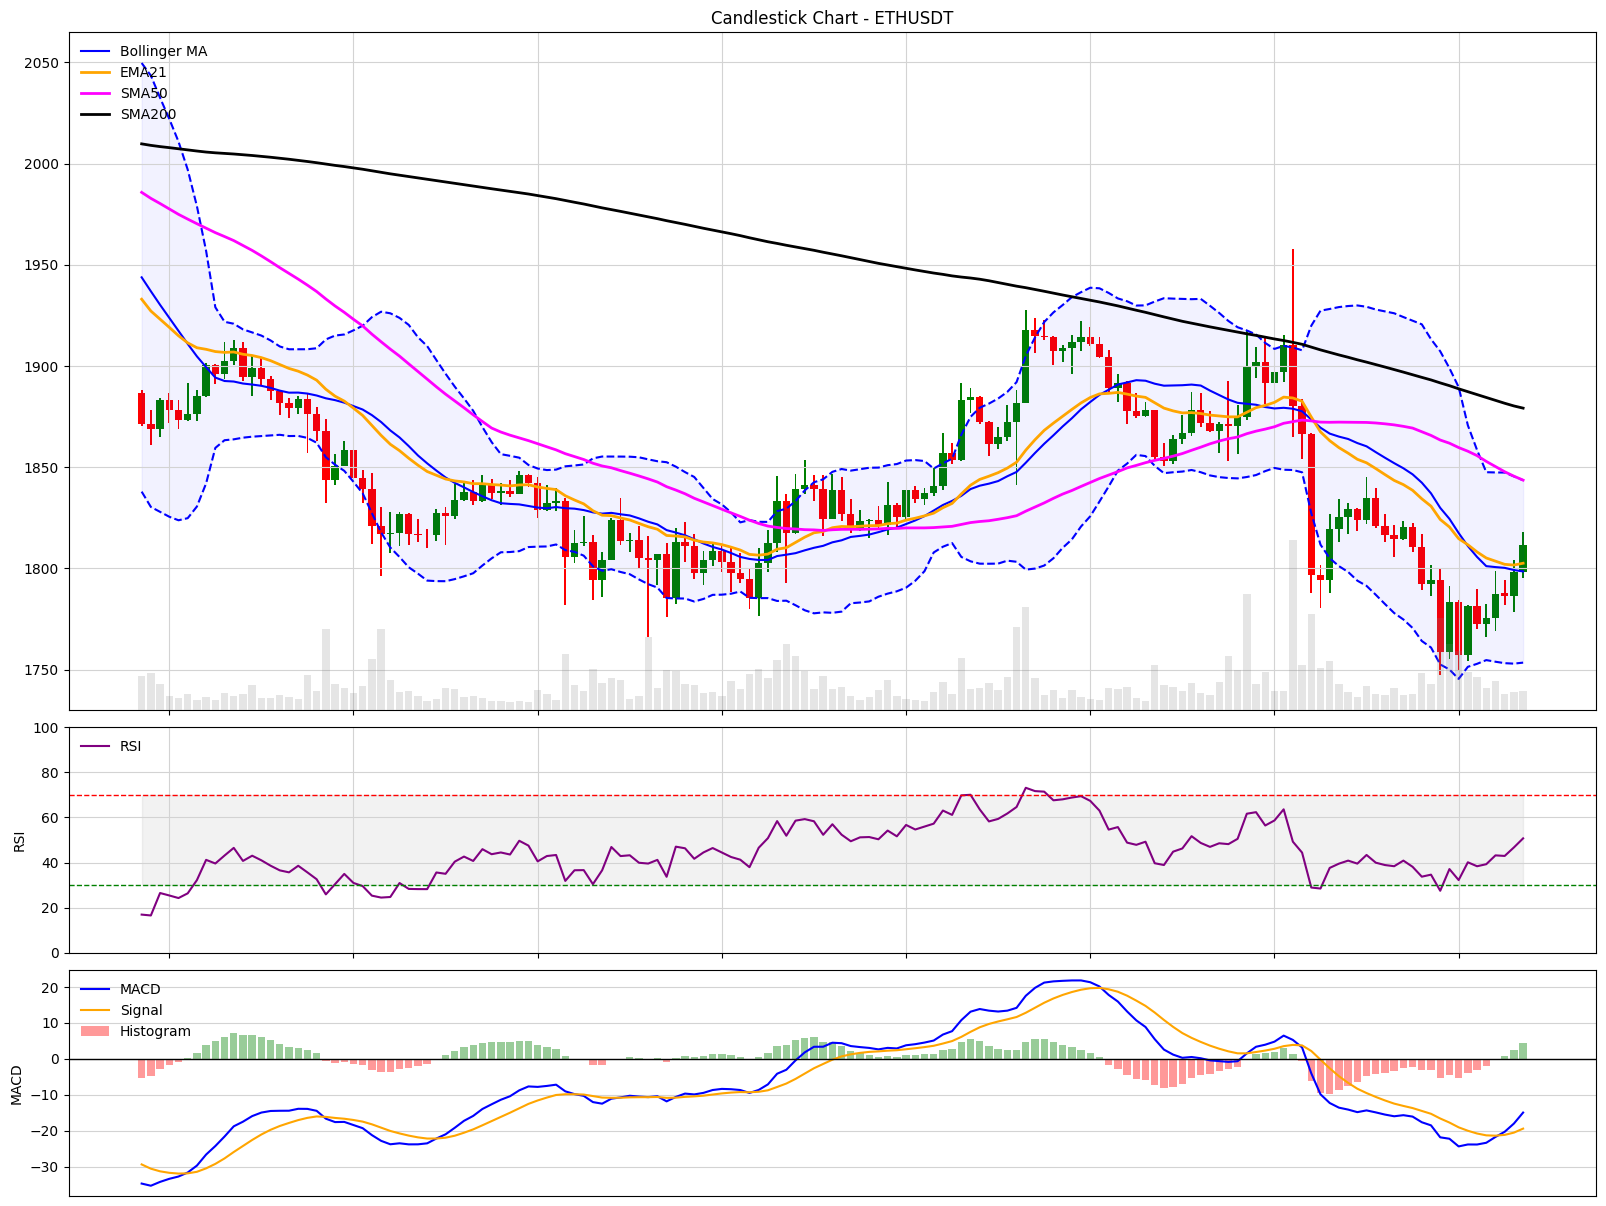 Candlestick Chart - ETHUSDT
Bollinger MA
EMA21
SMA50
SMA200
2050
2000
1950
1900
1850
1800
1750
RSI
RSI
100
80
60
40
20
0
MACD
MACD
Signal
Histogram
20
10
0
−10
−20
−30